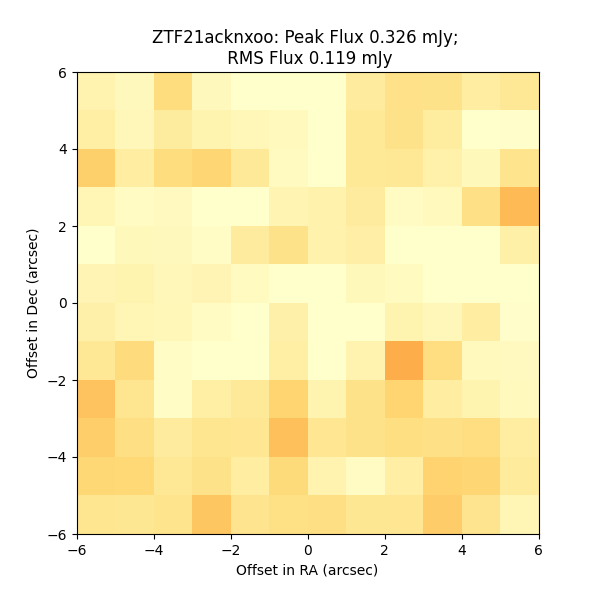 ZTF21acknxoo: Peak Flux 0.326 mJy;
RMS Flux 0.119 mJy
6
4
2
0
−2
−4
−6
Offset in Dec (arcsec)
−6 −4 −2 0 2 4 6
Offset in RA (arcsec)